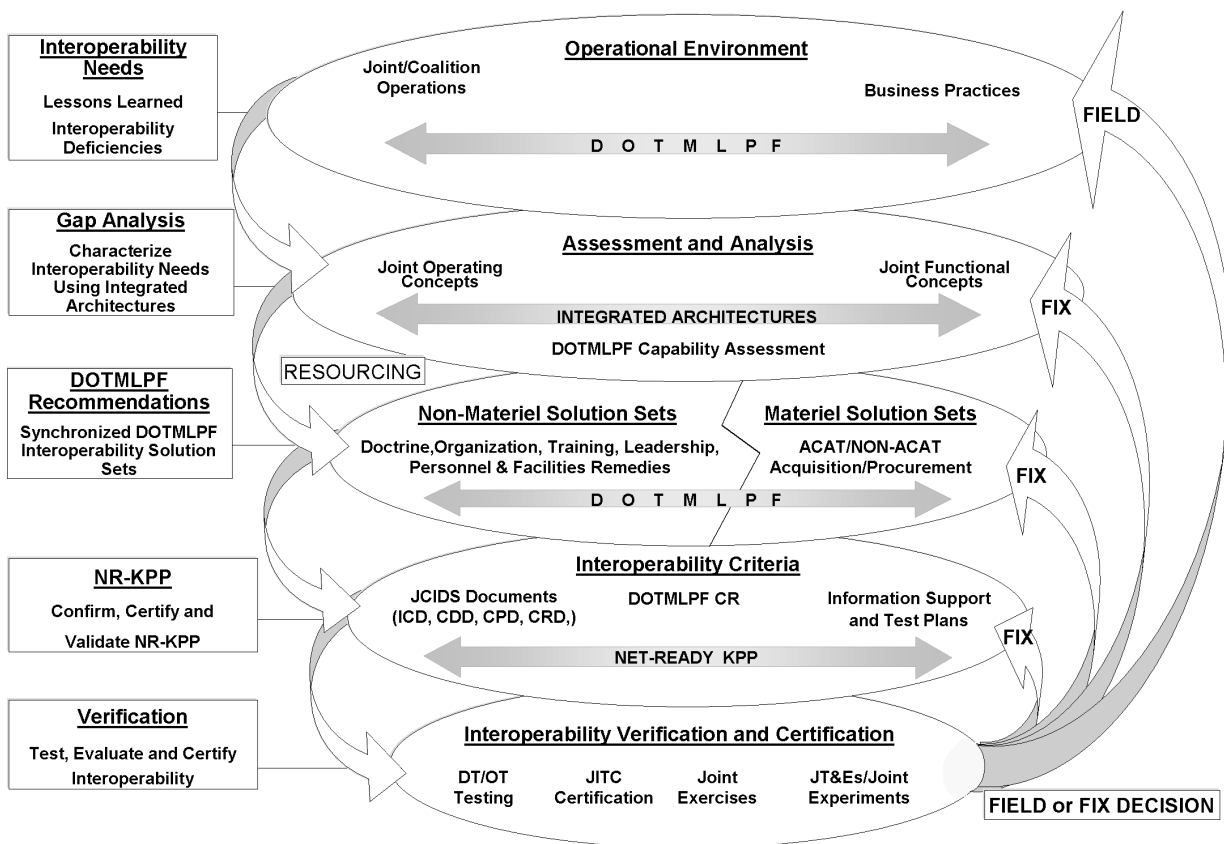 Interoperability
Needs
Lessons Learned
Interoperability
Deficiencies
Operational Environment
Joint/Coalition
Operations
Business Practices
D O T M L P F
FIELD
Gap Analysis
Characterize
Interoperability Needs
Using Integrated
Architectures
Assessment and Analysis
Joint Operating
Concepts
Joint Functional
Concepts
INTEGRATED ARCHITECTURES
DOTMLPF Capability Assessment
FIX
RESOURCING
DOTMLPF
Recommendations
Synchronized DOTMLPF
Interoperability Solution
Sets
Non-Materiel Solution Sets
Doctrine,Organization, Training, Leadership,
Personnel & Facilities Remedies
Materiel Solution Sets
ACAT/NON-ACAT
Acquisition/Procurement
D O T M L P F
FIX
NR-KPP
Confirm, Certify and
Validate NR-KPP
Interoperability Criteria
JCIDS Documents
(ICD, CDD, CPD, CRD,)
DOTMLPF CR
Information Support
and Test Plans
NET-READY KPP
FIX
Verification
Test, Evaluate and Certify
Interoperability
Interoperability Verification and Certification
DT/OT
Testing
JITC
Certification
Joint
Exercises
JT&Es/Joint
Experiments
FIELD or FIX DECISION